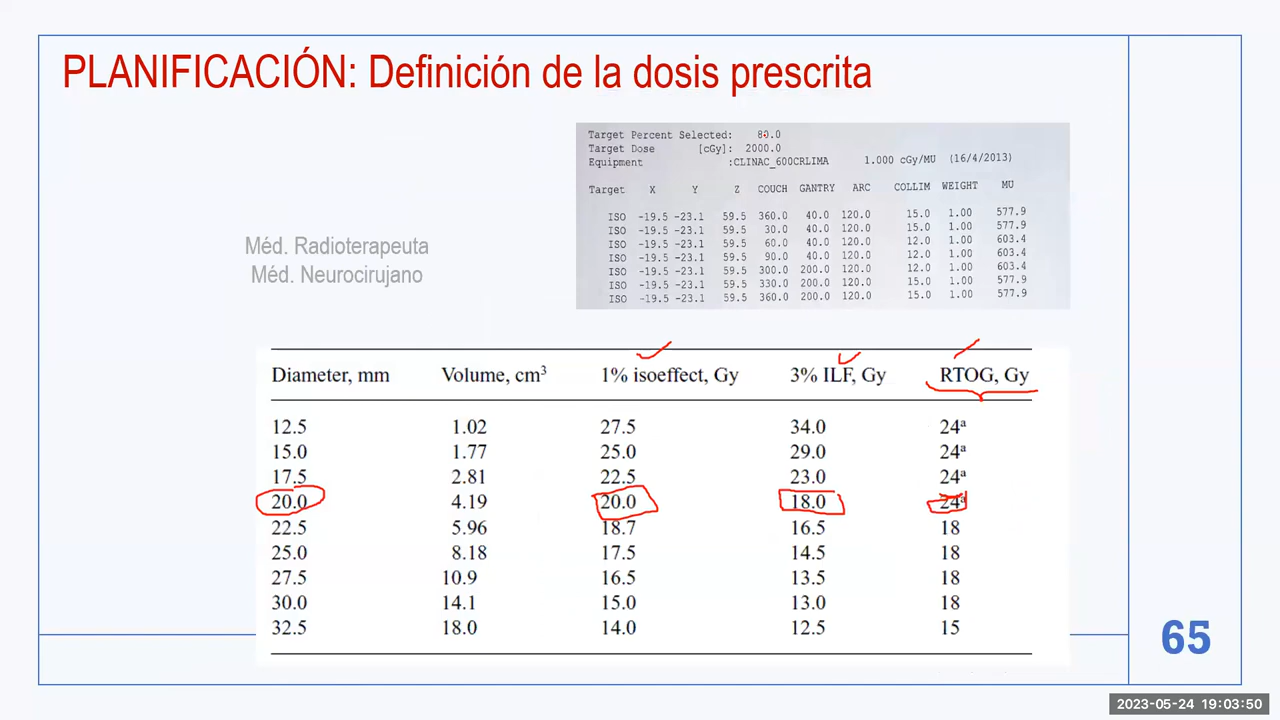 PLANIFICACIÓN: Definición de la dosis prescrita
Target Percent Selected: 80.0
Target Dose [cGy]: 2000.0
Equipment :CLINAC_600CRLIMA 1.000 cGy/MU (16/4/2013)
Target X Y Z COUCH GANTRY ARC COLLIM WEIGHT MU
ISO -19.5 -23.1 59.5 360.0 40.0 120.0 15.0 1.00 577.9
ISO -19.5 -23.1 59.5 30.0 40.0 120.0 15.0 1.00 577.9
ISO -19.5 -23.1 59.5 60.0 40.0 120.0 12.0 1.00 603.4
ISO -19.5 -23.1 59.5 90.0 40.0 120.0 12.0 1.00 603.4
ISO -19.5 -23.1 59.5 300.0 200.0 120.0 12.0 1.00 603.4
ISO -19.5 -23.1 59.5 330.0 200.0 120.0 15.0 1.00 577.9
ISO -19.5 -23.1 59.5 360.0 200.0 120.0 15.0 1.00 577.9
Méd. Radioterapeuta
Méd. Neurocirujano
Diameter, mm Volume, cm³ 1% isoeffect, Gy 3% ILF, Gy RTOG, Gy
12.5 1.02 27.5 34.0 24ᵃ
15.0 1.77 25.0 29.0 24ᵃ
17.5 2.81 22.5 23.0 24ᵃ
20.0 4.19 20.0 18.0 24ᵃ
22.5 5.96 18.7 16.5 18
25.0 8.18 17.5 14.5 18
27.5 10.9 16.5 13.5 18
30.0 14.1 15.0 13.0 18
32.5 18.0 14.0 12.5 15
65
2023-05-24 19:03:50